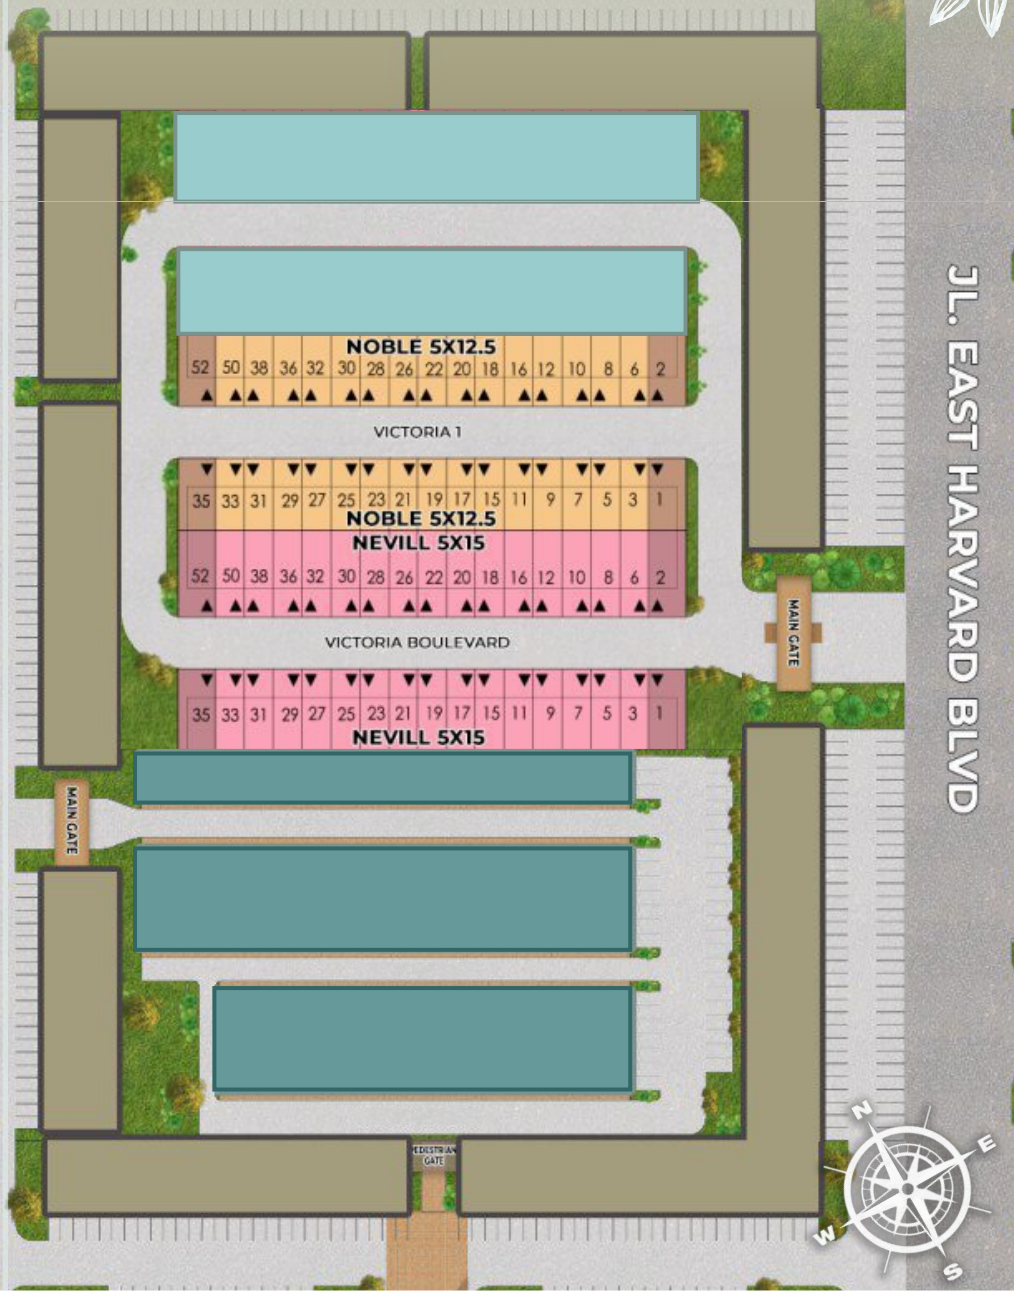 NOBLE 5X12.5
52 50 38 36 32 30 28 26 22 20 18 16 12 10 8 6 2
VICTORIA 1
35 33 31 29 27 25 23 21 19 17 15 11 9 7 5 3 1
NOBLE 5X12.5
NEVILL 5X15
52 50 38 36 32 30 28 26 22 20 18 16 12 10 8 6 2
VICTORIA BOULEVARD
35 33 31 29 27 25 23 21 19 17 15 11 9 7 5 3 1
NEVILL 5X15
MAIN GATE
MAIN GATE
JL. EAST HARVARD BLVD
PEDESTRIAN
GATE
N
E
W
S